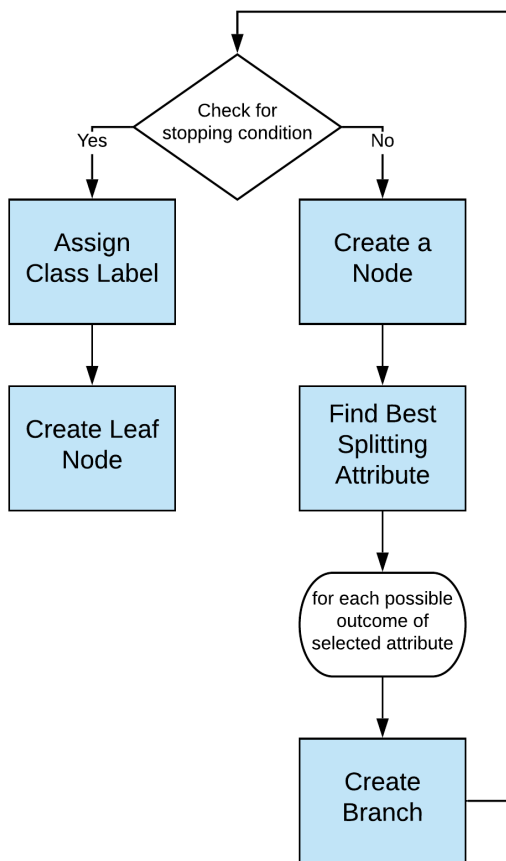 Check for
stopping condition
Yes
No
Assign
Class Label
Create a
Node
Create Leaf
Node
Find Best
Splitting
Attribute
for each possible
outcome of
selected attribute
Create
Branch